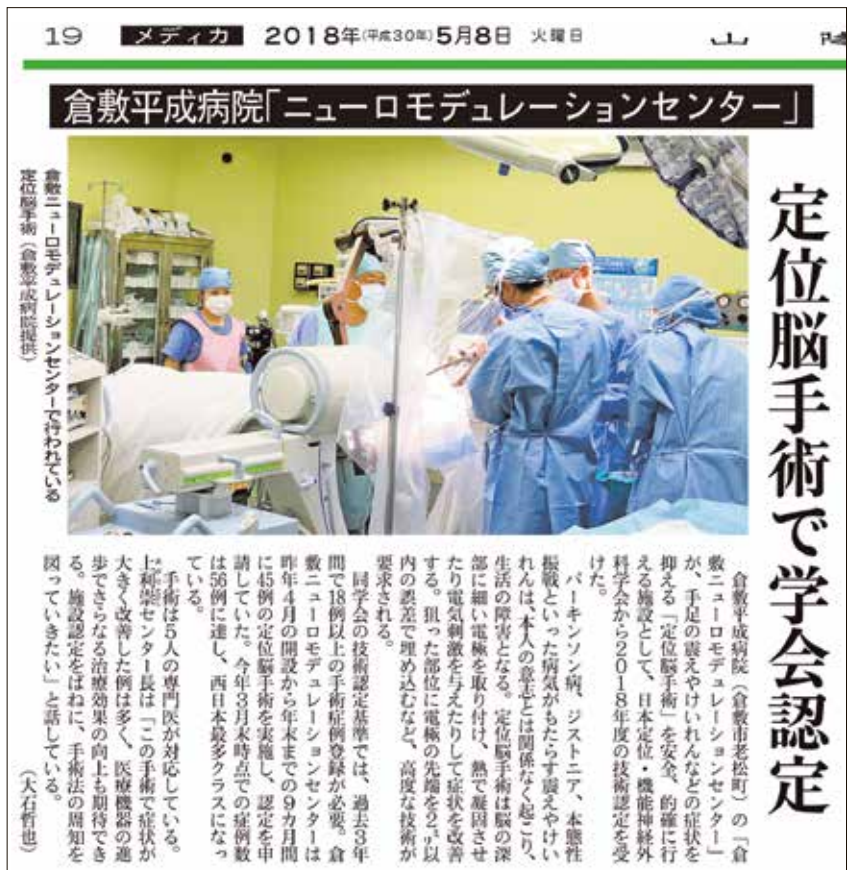 19 メディカ 2018年(平成30年)5月8日 火曜日 山陽
倉敷平成病院「ニューロモデュレーションセンター」
定位脳手術で学会認定
倉敷ニューロモデュレーションセンターで行われている
定位脳手術(倉敷平成病院提供)
倉敷平成病院(倉敷市老松町)の「倉
敷ニューロモデュレーションセンター」
が、手足の震えやけいれんなどの症状を
抑える「定位脳手術」を安全、的確に行
える施設として、日本定位・機能神経外
科学会から2018年度の技術認定を受
けた。
パーキンソン病、ジストニア、本態性
振戦といった病気がもたらす震えやけい
れんは、本人の意志とは関係なく起こり、
生活の障害となる。定位脳手術は脳の深
部に細い電極を取り付け、熱で凝固させ
たり電気刺激を与えたりして症状を改善
する。狙った部位に電極の先端を2㍉以
内の誤差で埋め込むなど、高度な技術が
要求される。
同学会の技術認定基準では、過去3年
間で18例以上の手術症例登録が必要。倉
敷ニューロモデュレーションセンターは
昨年4月の開設から年末までの9カ月間
に45例の定位脳手術を実施し、認定を申
請していた。今年3月末時点での症例数
は56例に達し、西日本最多クラスになっ
ている。
手術は5人の専門医が対応している。
上利崇センター長は「この手術で症状が
大きく改善した例は多く、医療機器の進
歩でさらなる治療効果の向上も期待でき
る。施設認定をばねに、手術法の周知を
図っていきたい」と話している。
(大石哲也)